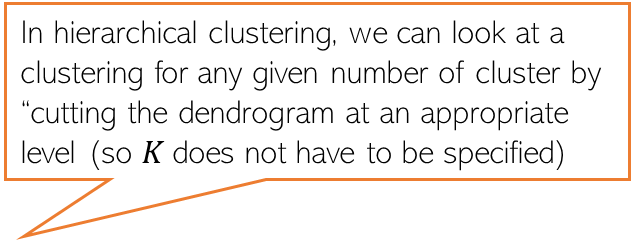 In hierarchical clustering, we can look at a
clustering for any given number of cluster by
“cutting the dendrogram at an appropriate
level (so K does not have to be specified)